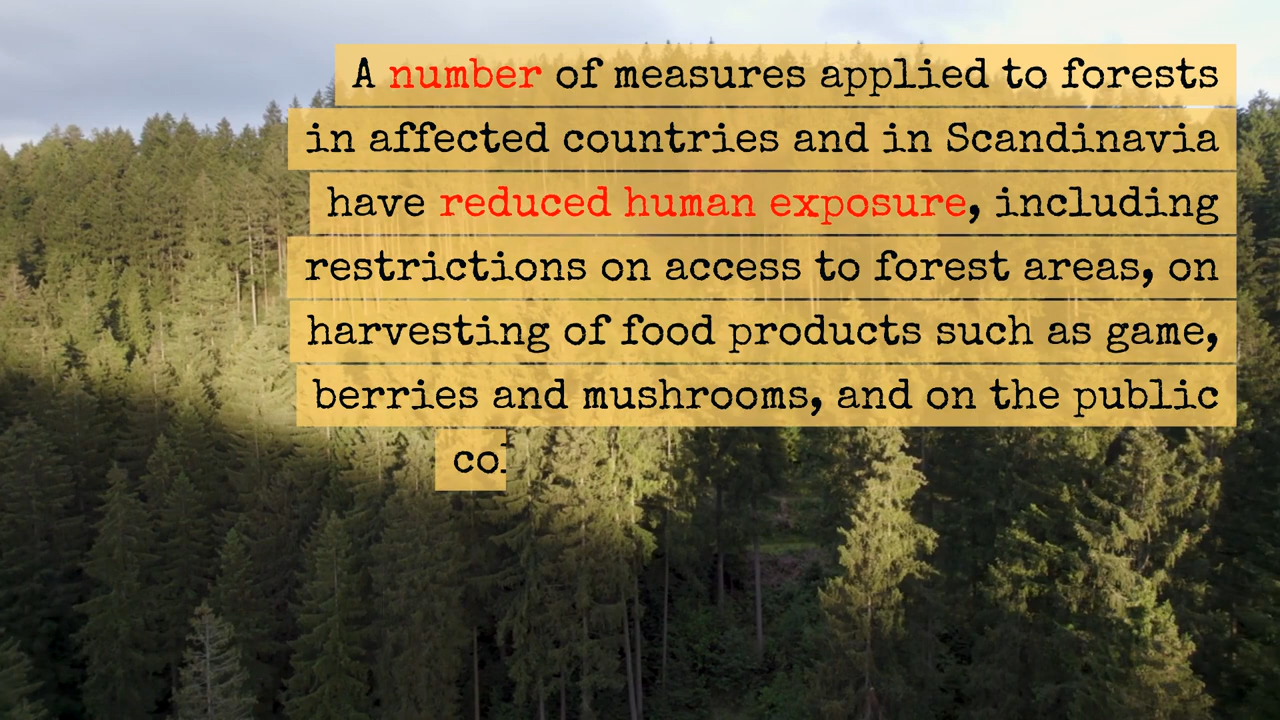 A number of measures applied to forests
in affected countries and in Scandinavia
have reduced human exposure, including
restrictions on access to forest areas, on
harvesting of food products such as game,
berries and mushrooms, and on the public